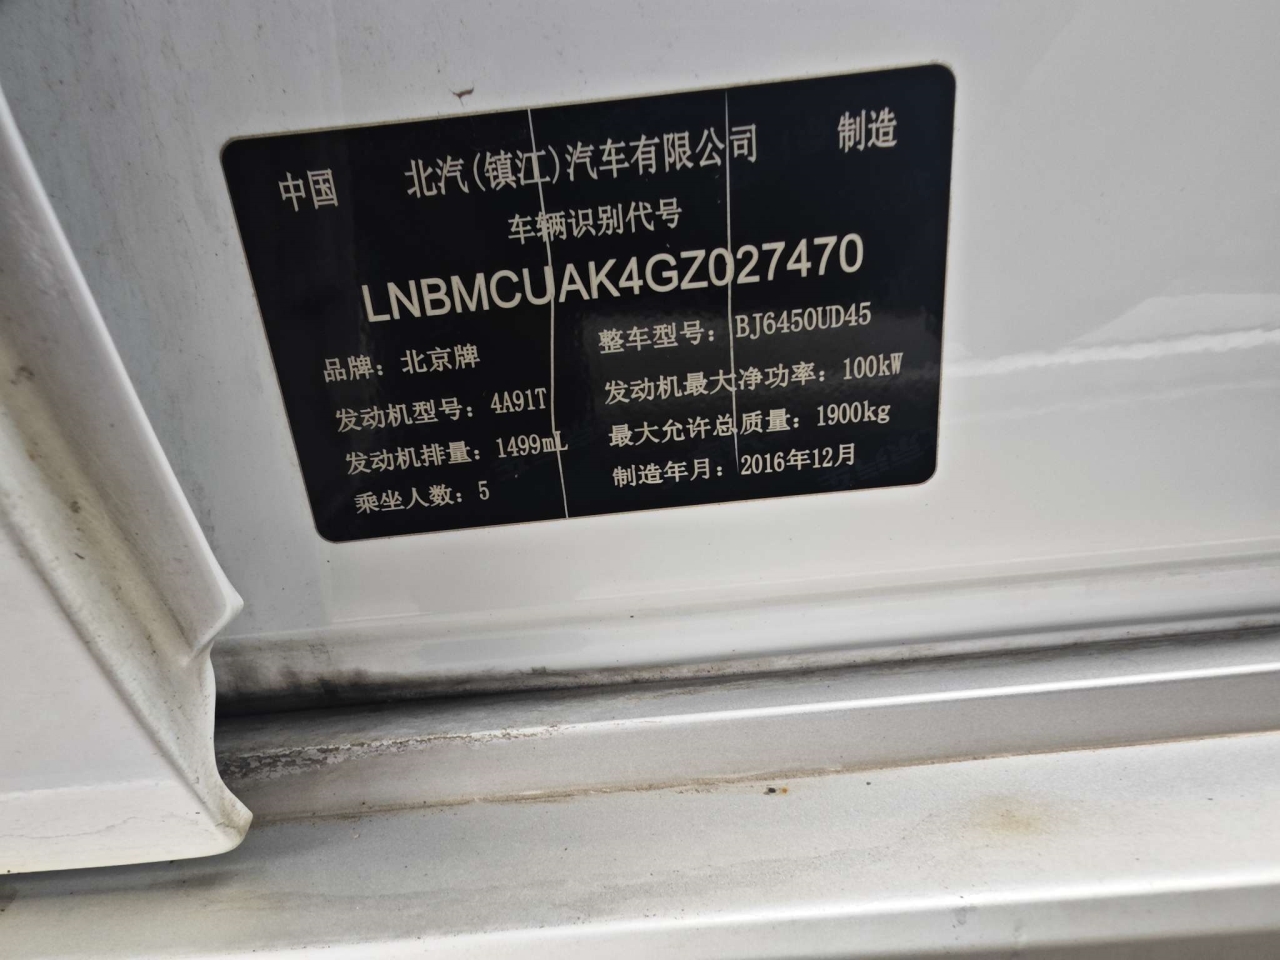 中国 北汽(镇江)汽车有限公司 制造
车辆识别代号
LNBMCUAK4GZ027470
品牌：北京牌 整车型号：BJ6450UD45
发动机型号：4A91T 发动机最大净功率：100kW
发动机排量：1499mL 最大允许总质量：1900kg
乘坐人数：5 制造年月：2016年12月